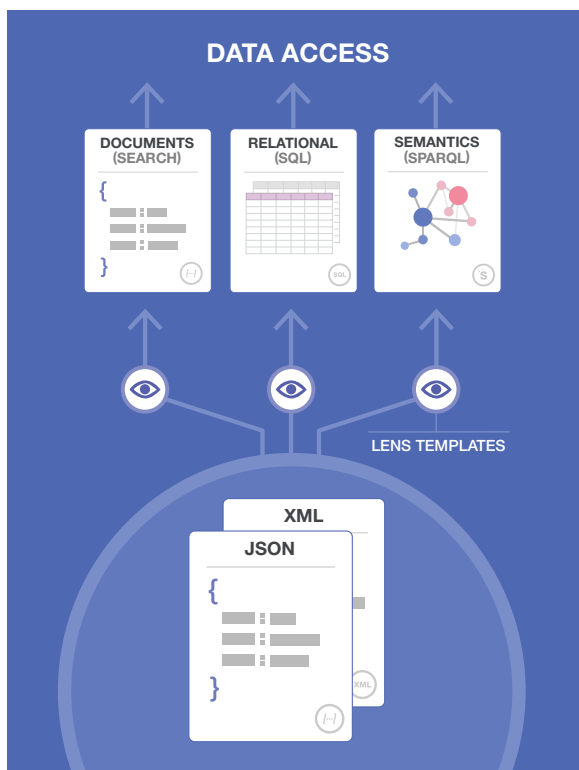 DATA ACCESS
DOCUMENTS
(SEARCH)
{
}
{···}
RELATIONAL
(SQL)
SQL
SEMANTICS
(SPARQL)
S
LENS TEMPLATES
XML
XML
JSON
{
}
{···}